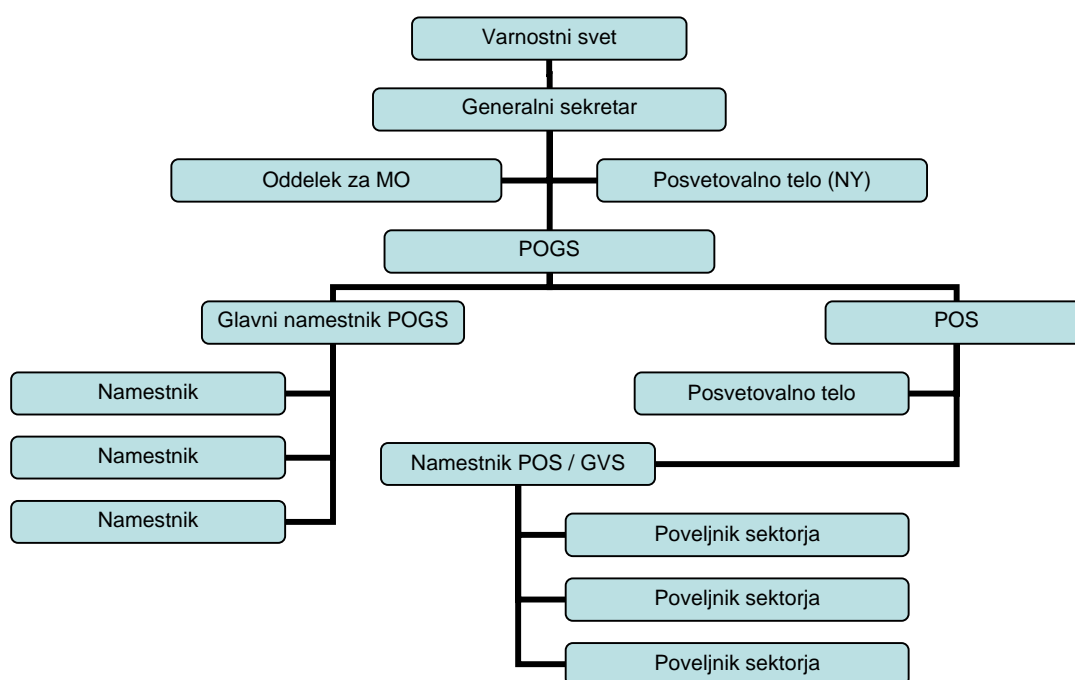 Varnostni svet
Generalni sekretar
Oddelek za MO
Posvetovalno telo (NY)
POGS
Glavni namestnik POGS
POS
Namestnik
Posvetovalno telo
Namestnik
Namestnik POS / GVS
Namestnik
Poveljnik sektorja
Poveljnik sektorja
Poveljnik sektorja